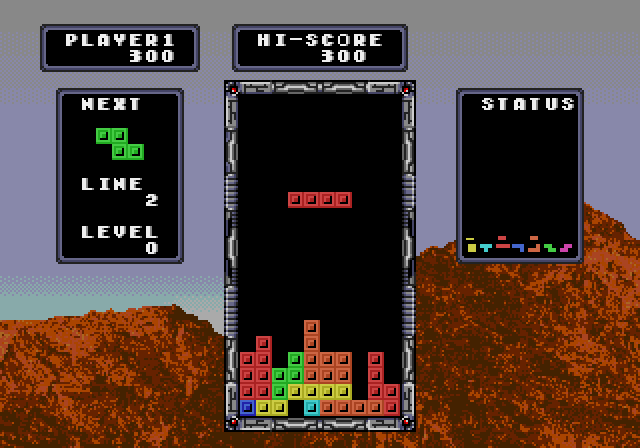 PLAYER1
300
HI-SCORE
300
NEXT
LINE
2
LEVEL
0
STATUS